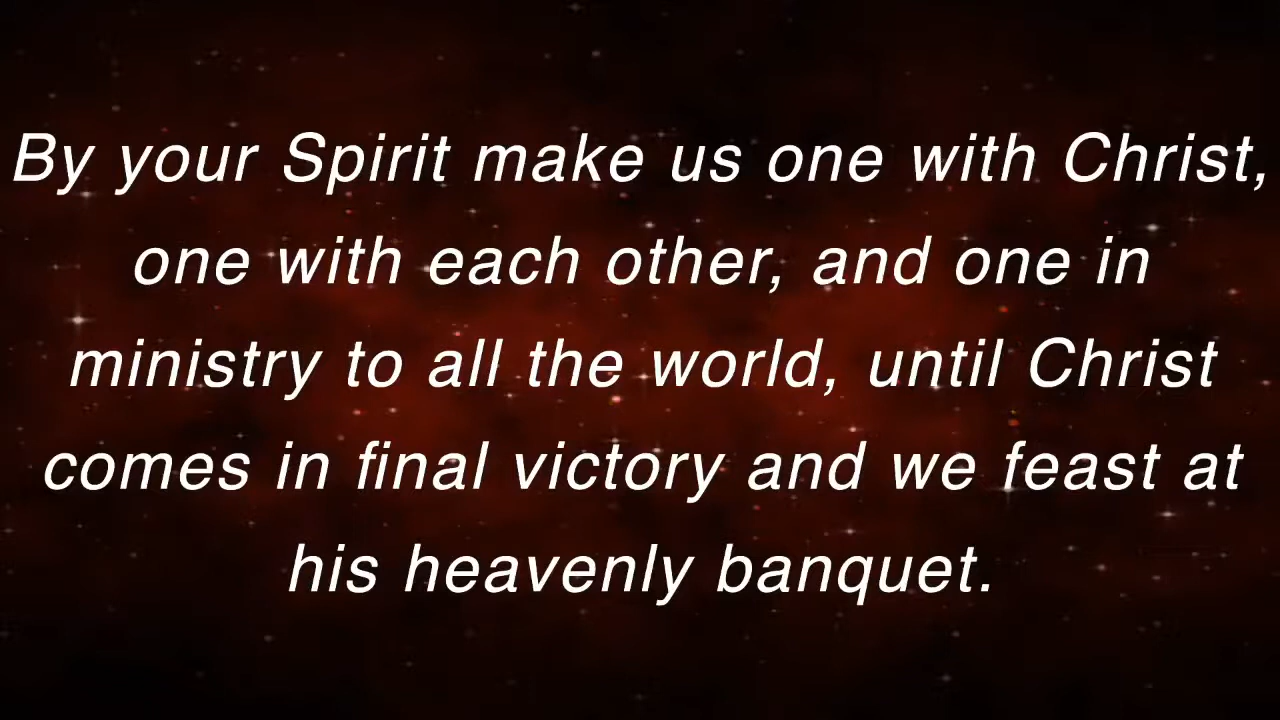 By your Spirit make us one with Christ,
one with each other, and one in
ministry to all the world, until Christ
comes in final victory and we feast at
his heavenly banquet.